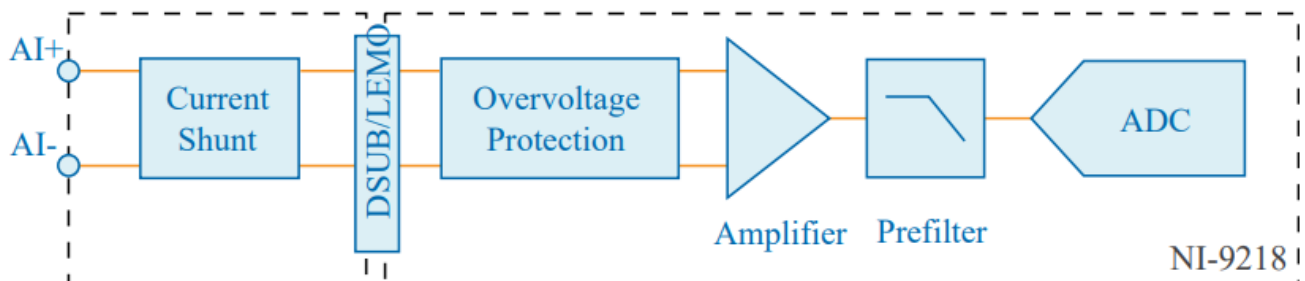 AI+
AI-
Current
Shunt
DSUB/LEMO
Overvoltage
Protection
Amplifier
Prefilter
ADC
NI-9218